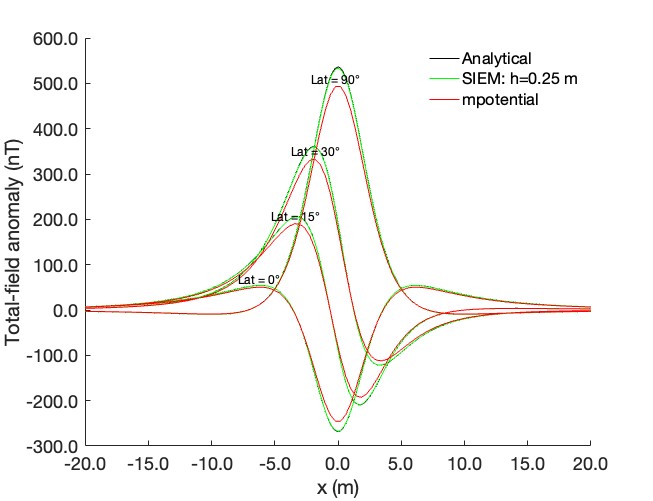 600.0
500.0
400.0
300.0
200.0
100.0
0.0
-100.0
-200.0
-300.0
Total-field anomaly (nT)
Analytical
SIEM: h=0.25 m
mpotential
Lat = 90°
Lat = 30°
Lat = 15°
Lat = 0°
-20.0 -15.0 -10.0 -5.0 0.0 5.0 10.0 15.0 20.0
x (m)